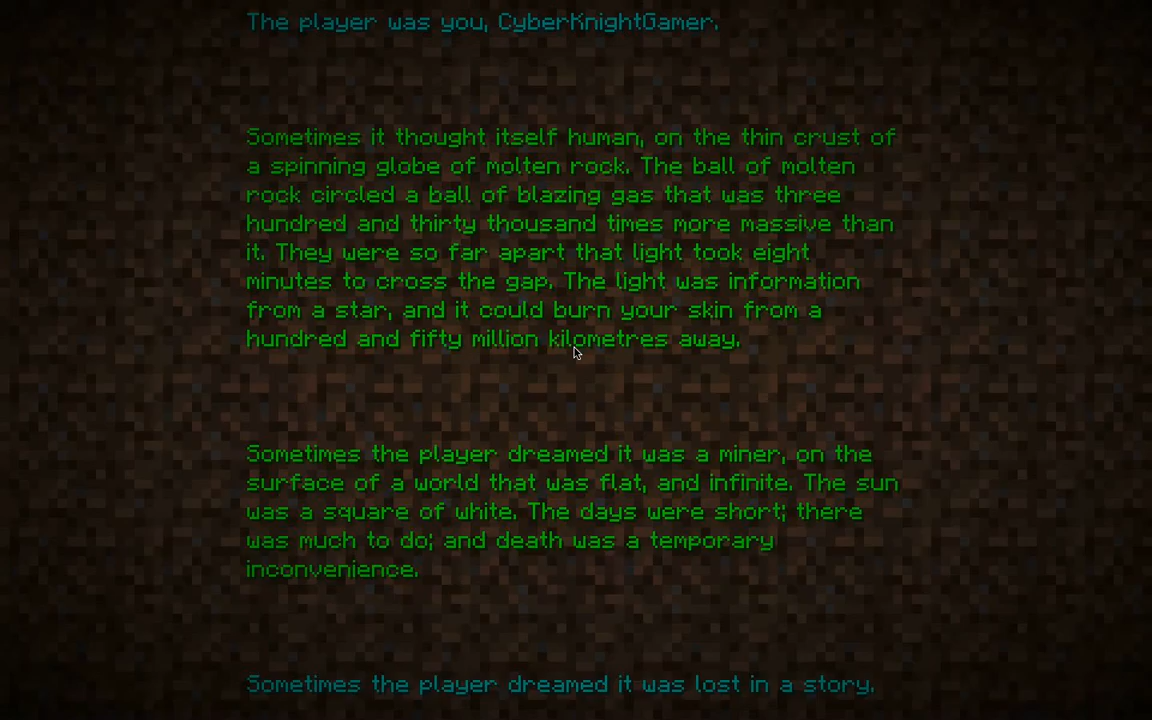 The player was you, CyberKnightGamer.
Sometimes it thought itself human, on the thin crust of
a spinning globe of molten rock. The ball of molten
rock circled a ball of blazing gas that was three
hundred and thirty thousand times more massive than
it. They were so far apart that light took eight
minutes to cross the gap. The light was information
from a star, and it could burn your skin from a
hundred and fifty million kilometres away.
Sometimes the player dreamed it was a miner, on the
surface of a world that was flat, and infinite. The sun
was a square of white. The days were short; there
was much to do; and death was a temporary
inconvenience.
Sometimes the player dreamed it was lost in a story.